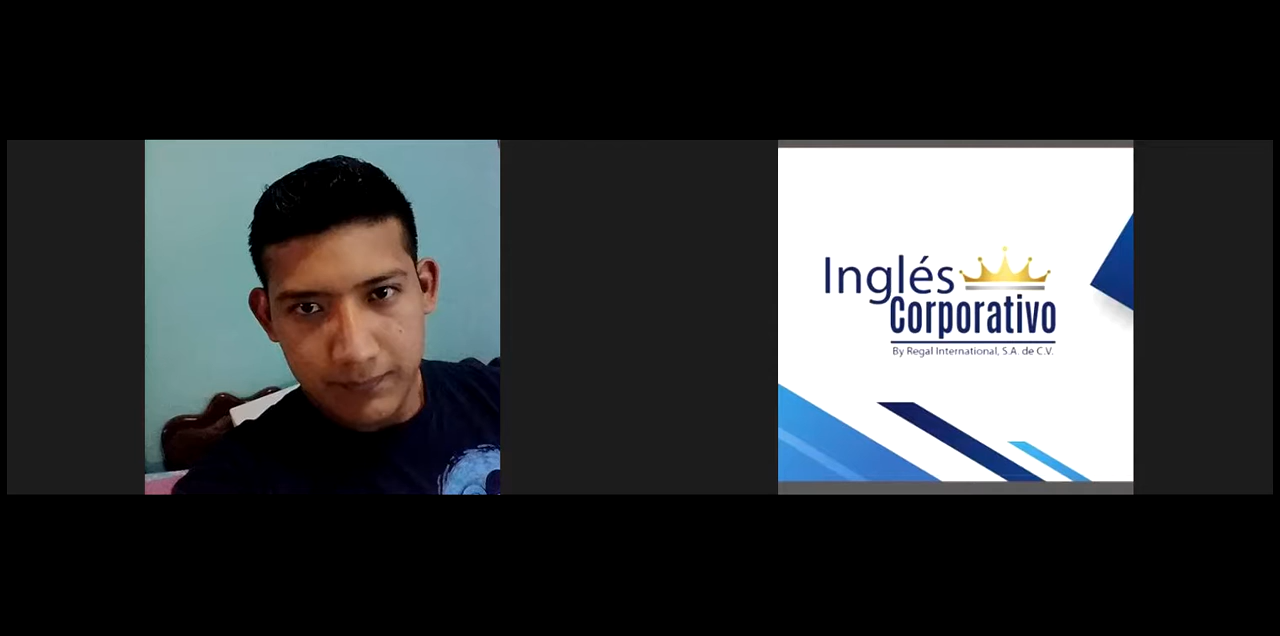 Inglés
Corporativo
By Regal International, S.A. de C.V.